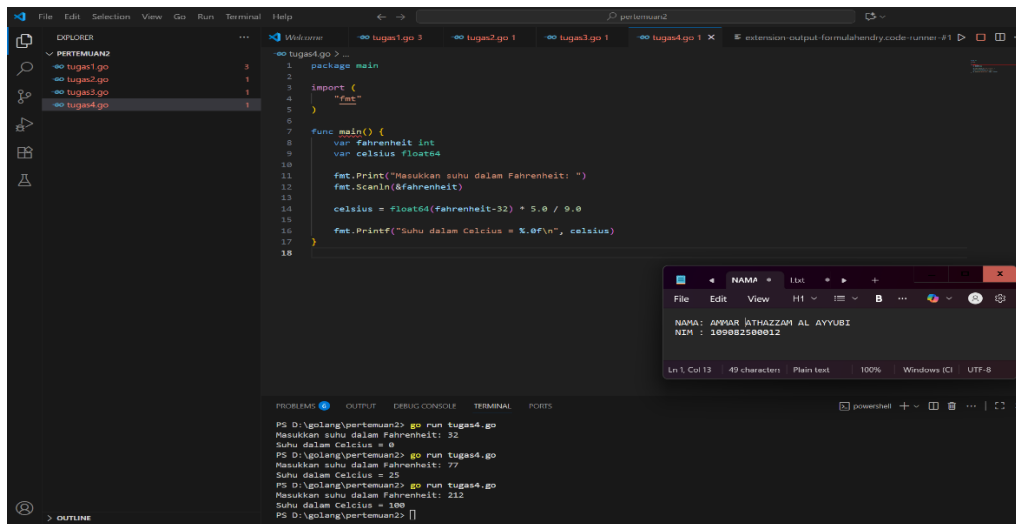 File Edit Selection View Go Run Terminal Help
pertemuan2
EXPLORER
PERTEMUAN2
tugas1.go 3
tugas2.go 1
tugas3.go 1
tugas4.go 1
OUTLINE
Welcome tugas1.go 3 tugas2.go 1 tugas3.go 1 tugas4.go 1 extension-output-formulahendry.code-runner-#1
tugas4.go > ...
1 package main
2
3 import (
4 "fmt"
5 )
6
7 func main() {
8 var fahrenheit int
9 var celsius float64
10
11 fmt.Print("Masukkan suhu dalam Fahrenheit: ")
12 fmt.Scanln(&fahrenheit)
13
14 celsius = float64(fahrenheit-32) * 5.0 / 9.0
15
16 fmt.Printf("Suhu dalam Celcius = %.0f\n", celsius)
17 }
18
NAMA
File Edit View H1 B
NAMA: AMMAR ATHAZZAM AL AYYUBI
NIM : 109082500012
Ln 1, Col 13 49 characters Plain text 100% Windows (Cl UTF-8
PROBLEMS 6 OUTPUT DEBUG CONSOLE TERMINAL PORTS
powershell
PS D:\golang\pertemuan2> go run tugas4.go
Masukkan suhu dalam Fahrenheit: 32
Suhu dalam Celcius = 0
PS D:\golang\pertemuan2> go run tugas4.go
Masukkan suhu dalam Fahrenheit: 77
Suhu dalam Celcius = 25
PS D:\golang\pertemuan2> go run tugas4.go
Masukkan suhu dalam Fahrenheit: 212
Suhu dalam Celcius = 100
PS D:\golang\pertemuan2>